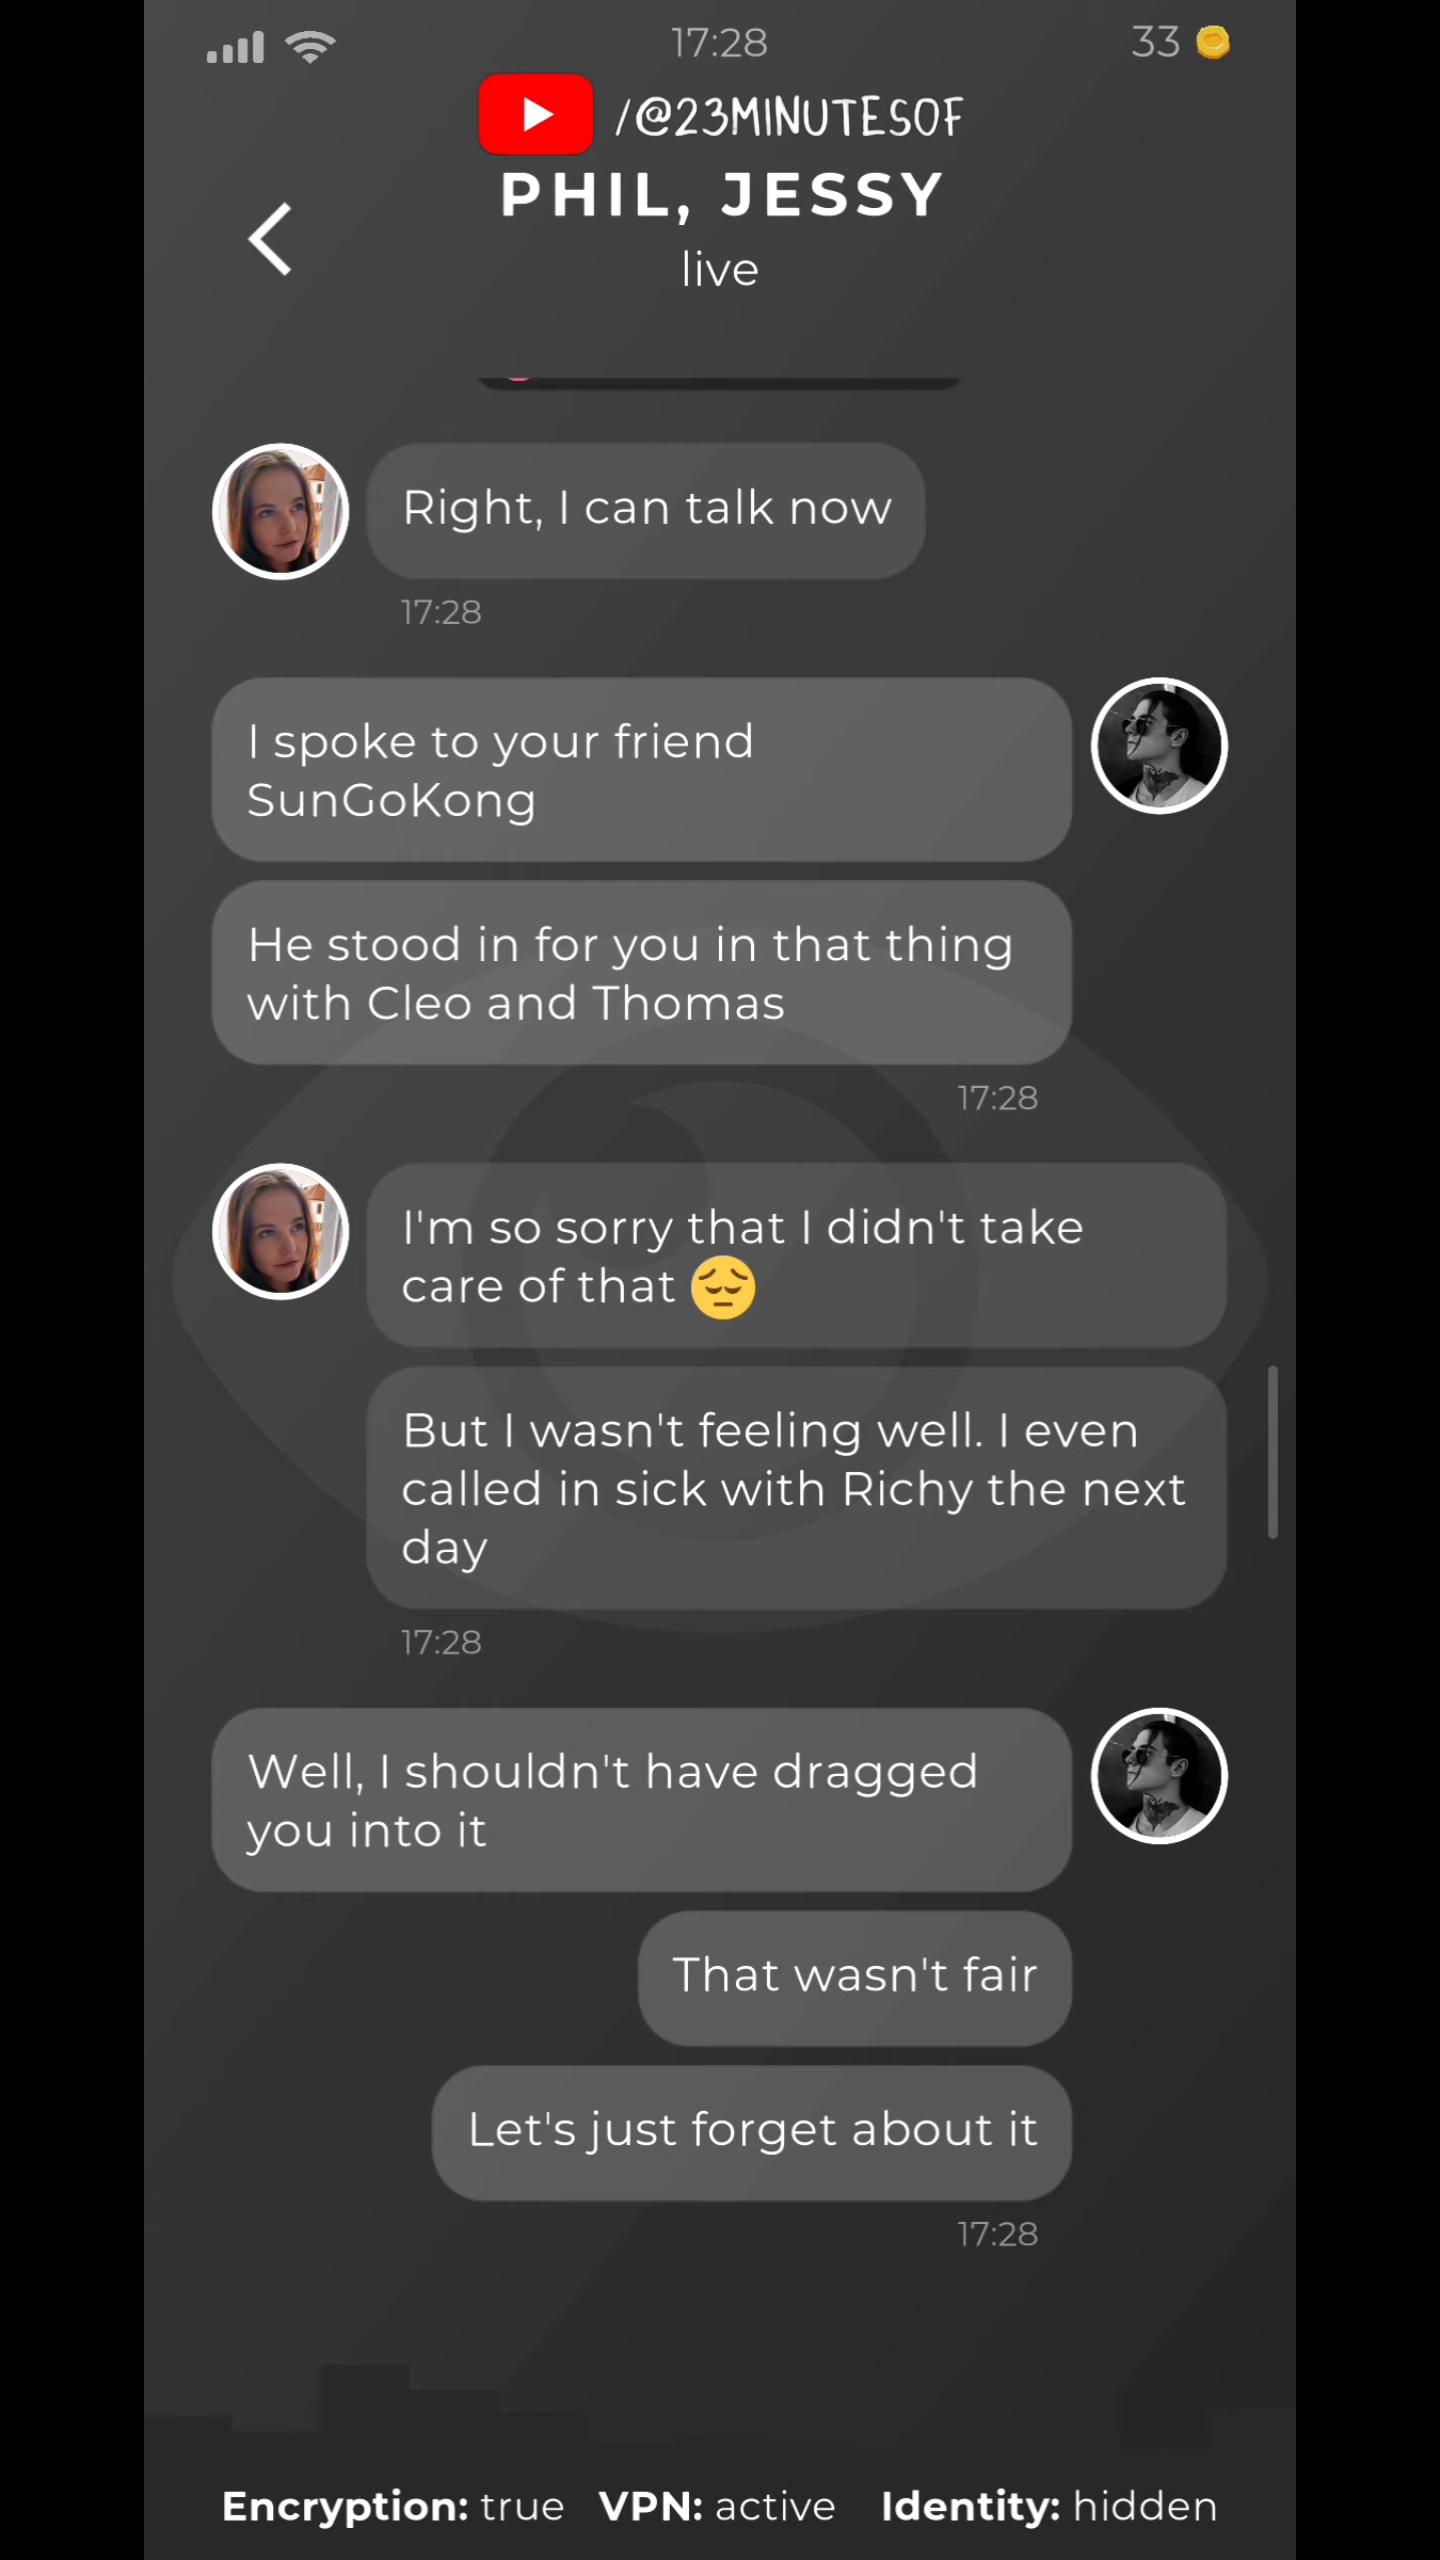 17:28
33
/@23MINUTESOF
PHIL, JESSY
live
Right, I can talk now
17:28
I spoke to your friend
SunGoKong
He stood in for you in that thing
with Cleo and Thomas
17:28
I'm so sorry that I didn't take
care of that 😔
But I wasn't feeling well. I even
called in sick with Richy the next
day
17:28
Well, I shouldn't have dragged
you into it
That wasn't fair
Let's just forget about it
17:28
Encryption: true VPN: active Identity: hidden